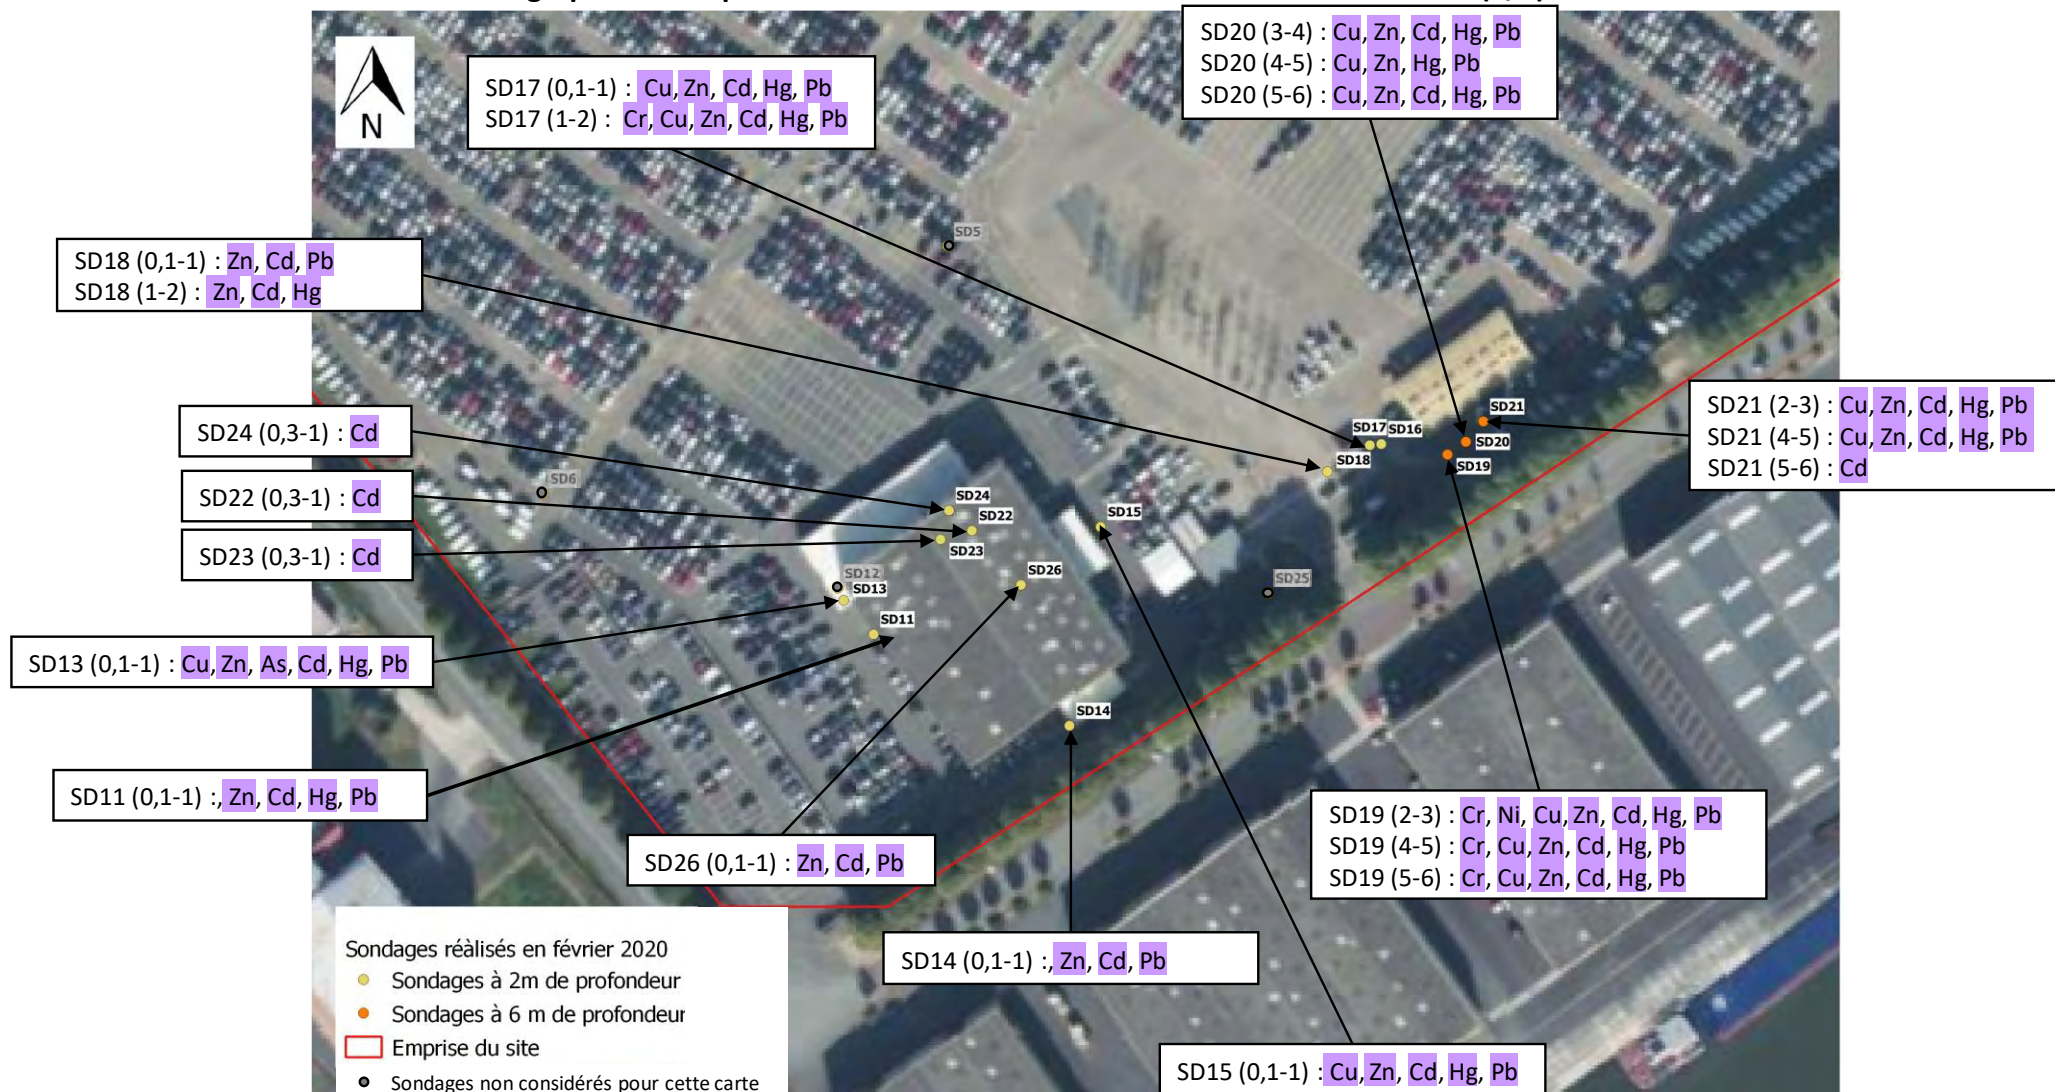 SD20 (3-4) : Cu, Zn, Cd, Hg, Pb
SD20 (4-5) : Cu, Zn, Hg, Pb
SD20 (5-6) : Cu, Zn, Cd, Hg, Pb
N
SD17 (0,1-1) : Cu, Zn, Cd, Hg, Pb
SD17 (1-2) : Cr, Cu, Zn, Cd, Hg, Pb
SD5
SD18 (0,1-1) : Zn, Cd, Pb
SD18 (1-2) : Zn, Cd, Hg
SD21 (2-3) : Cu, Zn, Cd, Hg, Pb
SD21 (4-5) : Cu, Zn, Cd, Hg, Pb
SD21 (5-6) : Cd
SD21
SD17
SD16
SD20
SD18
SD19
SD24 (0,3-1) : Cd
SD22 (0,3-1) : Cd
SD23 (0,3-1) : Cd
SD6
SD24
SD22
SD23
SD15
SD26
SD12
SD13
SD25
SD11
SD14
SD13 (0,1-1) : Cu, Zn, As, Cd, Hg, Pb
SD11 (0,1-1) :, Zn, Cd, Hg, Pb
SD26 (0,1-1) : Zn, Cd, Pb
SD19 (2-3) : Cr, Ni, Cu, Zn, Cd, Hg, Pb
SD19 (4-5) : Cr, Cu, Zn, Cd, Hg, Pb
SD19 (5-6) : Cr, Cu, Zn, Cd, Hg, Pb
SD14 (0,1-1) :, Zn, Cd, Pb
SD15 (0,1-1) : Cu, Zn, Cd, Hg, Pb
Sondages réàlisés en février 2020
Sondages à 2m de profondeur
Sondages à 6 m de profondeur
Emprise du site
Sondages non considérés pour cette carte